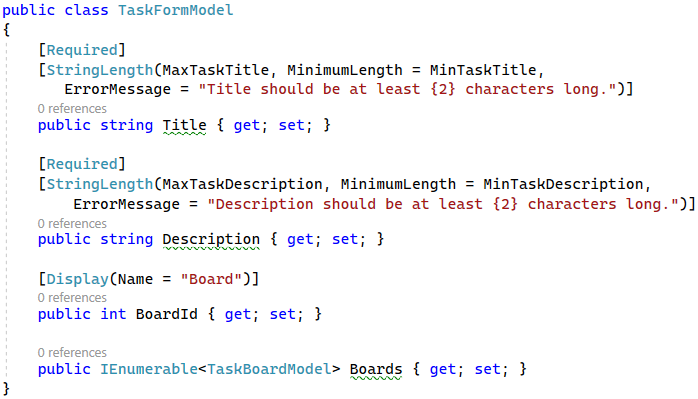 public class TaskFormModel
{
[Required]
[StringLength(MaxTaskTitle, MinimumLength = MinTaskTitle,
ErrorMessage = "Title should be at least {2} characters long.")]
0 references
public string Title { get; set; }
[Required]
[StringLength(MaxTaskDescription, MinimumLength = MinTaskDescription,
ErrorMessage = "Description should be at least {2} characters long.")]
0 references
public string Description { get; set; }
[Display(Name = "Board")]
0 references
public int BoardId { get; set; }
0 references
public IEnumerable<TaskBoardModel> Boards { get; set; }
}